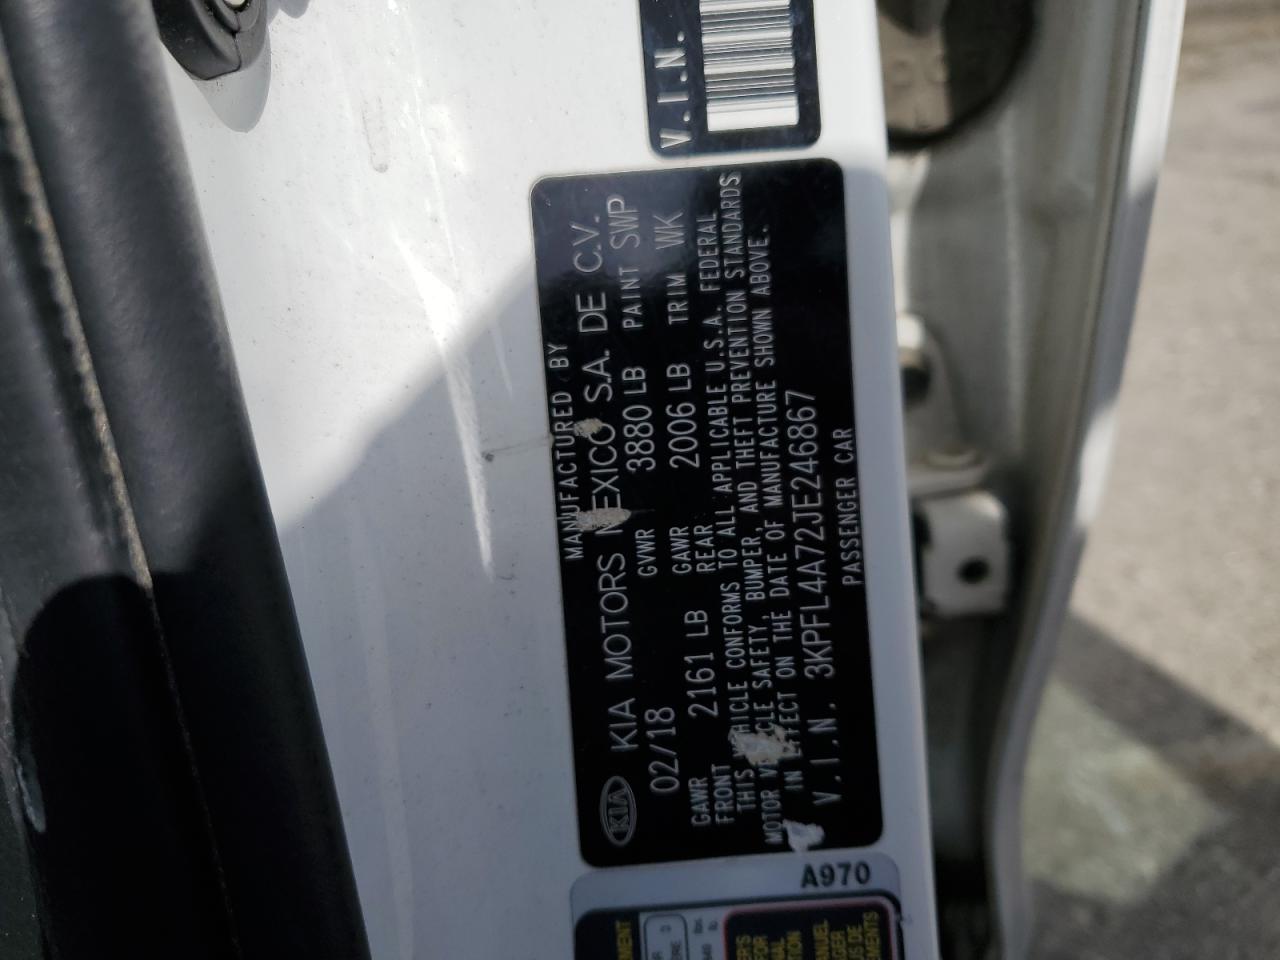 V.I.N.
MANUFACTURED BY
KIA KIA MOTORS MEXICO S.A. DE C.V.
02/18 GVWR 3880 LB PAINT SWP
GAWR FRONT 2161 LB GAWR REAR 2006 LB TRIM WK
THIS VEHICLE CONFORMS TO ALL APPLICABLE U.S.A. FEDERAL
MOTOR VEHICLE SAFETY, BUMPER, AND THEFT PREVENTION STANDARDS
IN EFFECT ON THE DATE OF MANUFACTURE SHOWN ABOVE.
V.I.N. 3KPFL4A72JE246867
PASSENGER CAR
A970